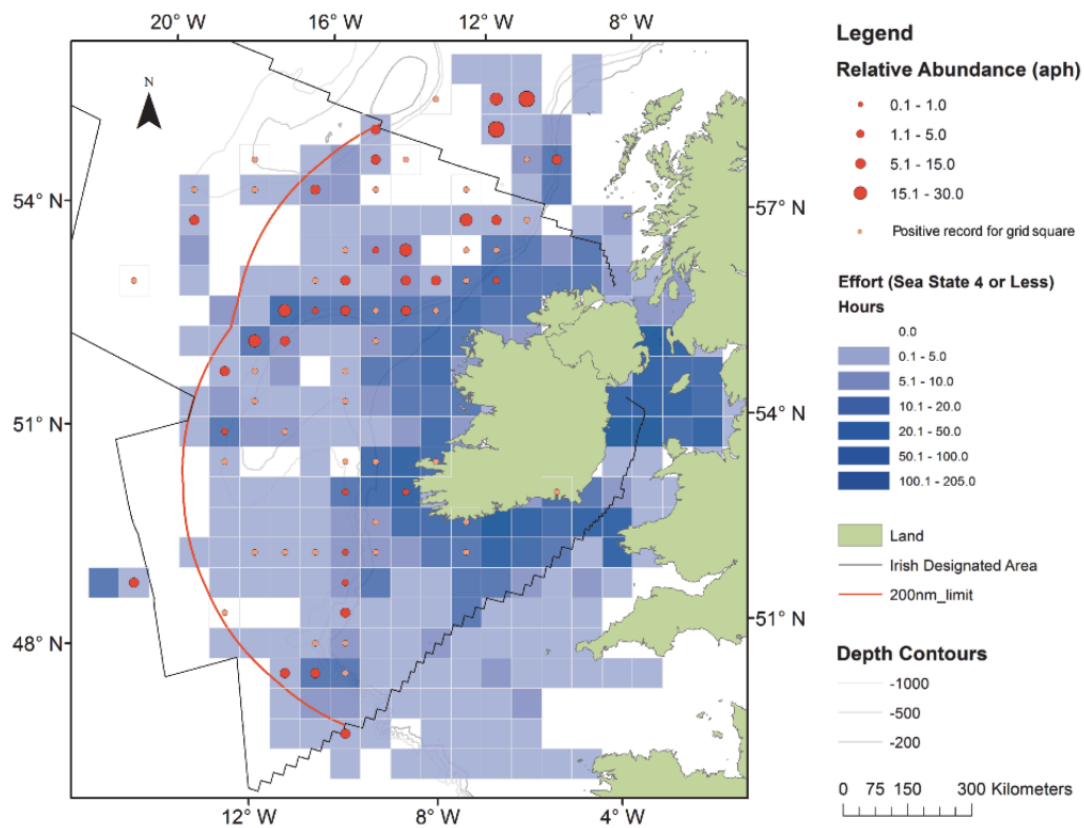 20° W 16° W 12° W 8° W
N
54° N
51° N
48° N
57° N
54° N
51° N
12° W 8° W 4° W
Legend
Relative Abundance (aph)
0.1 - 1.0
1.1 - 5.0
5.1 - 15.0
15.1 - 30.0
Positive record for grid square
Effort (Sea State 4 or Less)
Hours
0.0
0.1 - 5.0
5.1 - 10.0
10.1 - 20.0
20.1 - 50.0
50.1 - 100.0
100.1 - 205.0
Land
Irish Designated Area
200nm_limit
Depth Contours
-1000
-500
-200
0 75 150 300 Kilometers